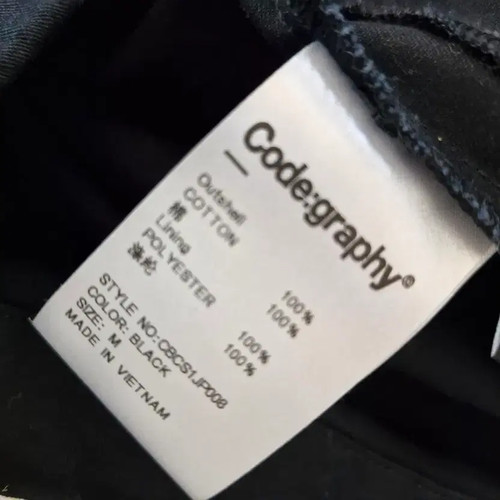 Code:graphy®
—
Outshell
COTTON 100%
棉 100%
Lining
POLYESTER 100%
涤纶 100%
STYLE NO:CBCS1JP008
COLOR: BLACK
SIZE: M
MADE IN VIETNAM